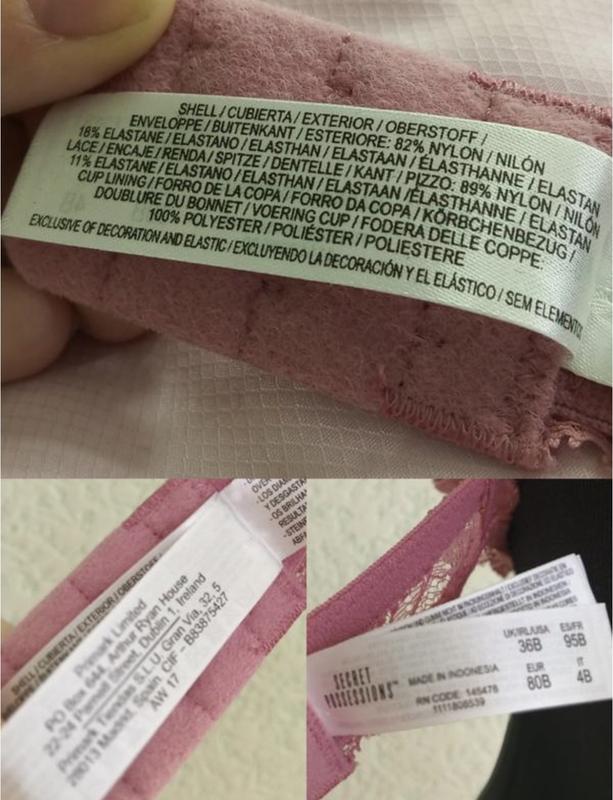 SHELL / CUBIERTA / EXTERIOR / OBERSTOFF /
ENVELOPPE / BUITENKANT / ESTERIORE: 82% NYLON / NILÓN
18% ELASTANE / ELASTANO / ELASTHAN / ELASTAAN / ÉLASTHANNE / ELASTAN
LACE / ENCAJE / RENDA / SPITZE / DENTELLE / KANT / PIZZO: 89% NYLON / NILÓN
11% ELASTANE / ELASTANO / ELASTHAN / ELASTAAN / ÉLASTHANNE / ELASTAN
CUP LINING / FORRO DE LA COPA / FORRO DA COPA / KÖRBCHENBEZUG /
DOUBLURE DU BONNET / VOERING CUP / FODERA DELLE COPPE:
100% POLYESTER / POLIÉSTER / POLIESTERE
EXCLUSIVE OF DECORATION AND ELASTIC / EXCLUYENDO LA DECORACIÓN Y EL ELÁSTICO / SEM
SHELL / CUBIERTA / EXTERIOR / OBERSTOFF /
Primark Limited
PO Box 644, Arthur Ryan House
22-24 Street, Dublin 1, Ireland
Primark Tiendas S.L.U, Gran Via, 32, 5
28013 Madrid, Spain CIF - B83875427
AW 17
Y DESGASTA
SECRET
POSSESSIONS™
MADE IN INDONESIA
RN CODE: 145478
UK/IRL/USA
36B
ES/FR
95B
EUR
80B
IT
4B